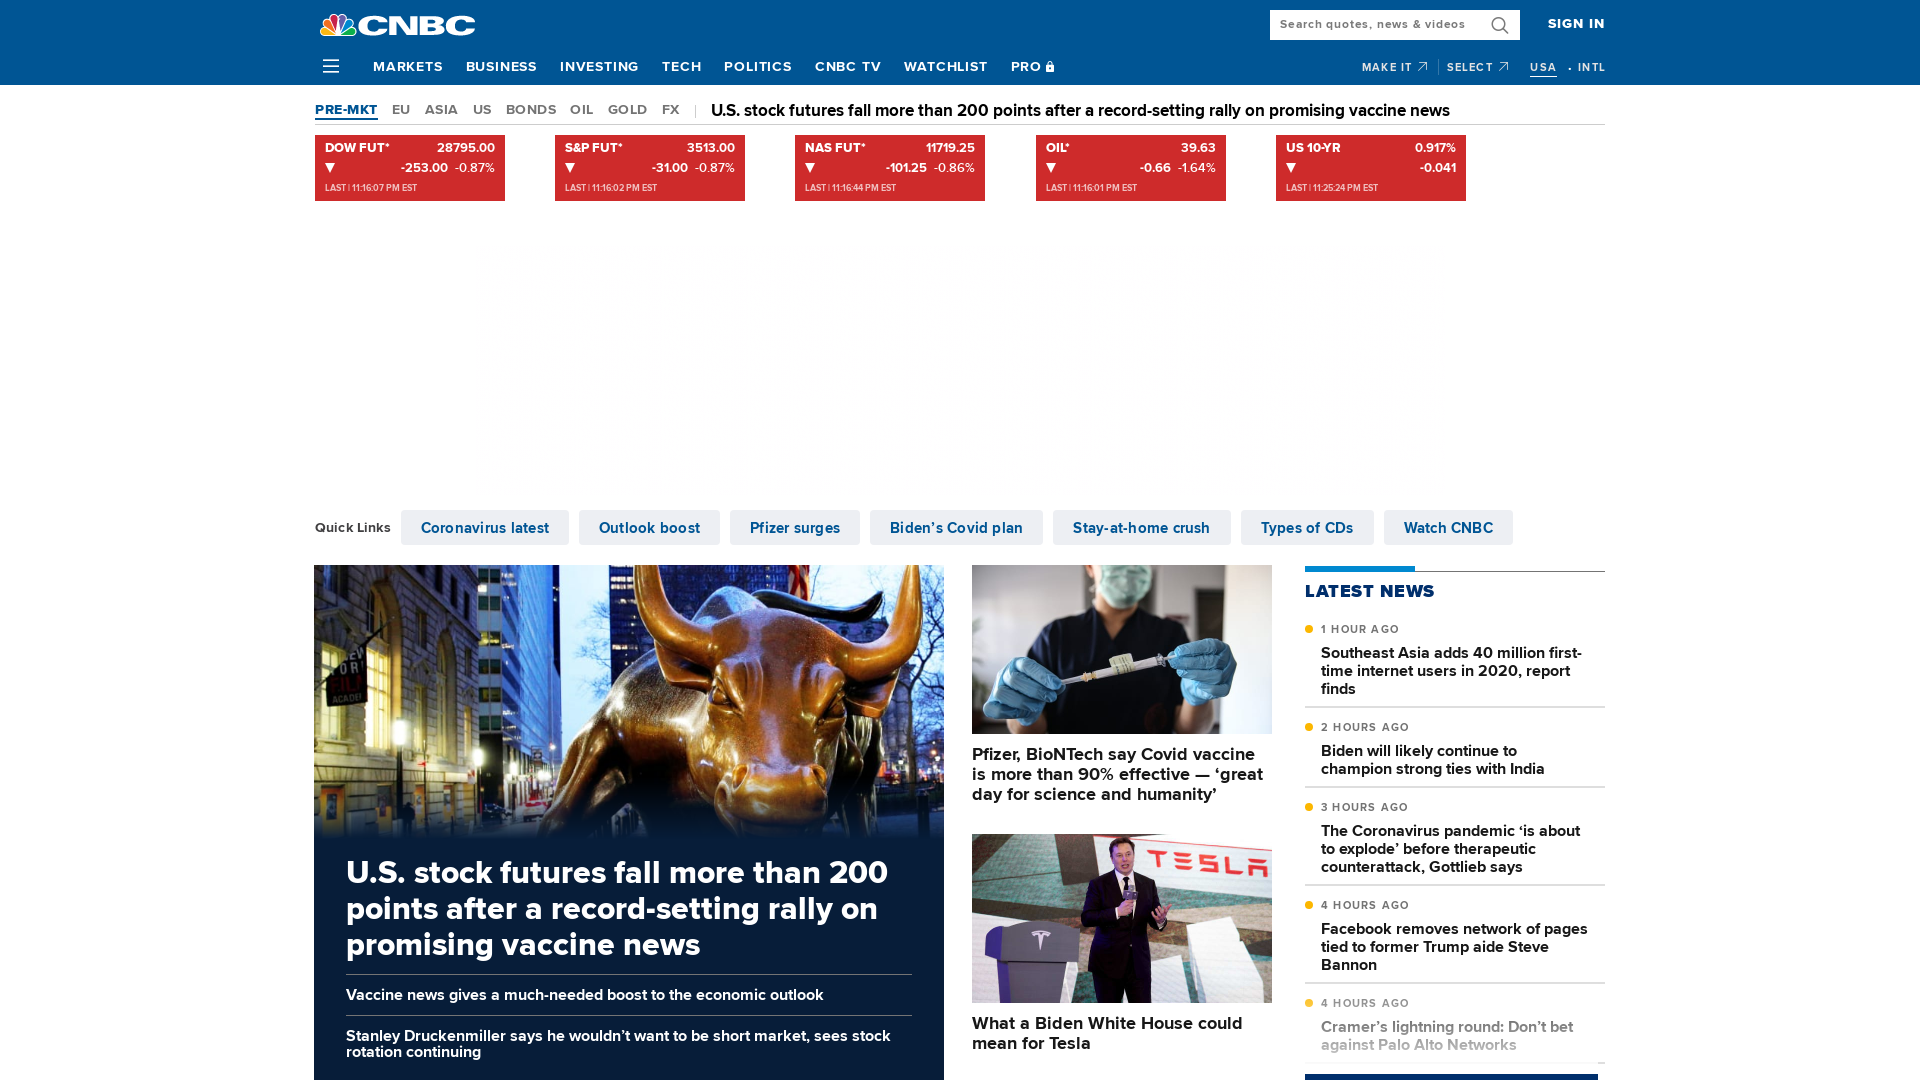 CNBC
Search quotes, news & videos
SIGN IN
MARKETS BUSINESS INVESTING TECH POLITICS CNBC TV WATCHLIST PRO
MAKE IT SELECT USA • INTL
PRE-MKT EU ASIA US BONDS OIL GOLD FX
U.S. stock futures fall more than 200 points after a record-setting rally on promising vaccine news
DOW FUT* 28795.00
-253.00 -0.87%
LAST | 11:16:07 PM EST
S&P FUT* 3513.00
-31.00 -0.87%
LAST | 11:16:02 PM EST
NAS FUT* 11719.25
-101.25 -0.86%
LAST | 11:16:44 PM EST
OIL* 39.63
-0.66 -1.64%
LAST | 11:16:01 PM EST
US 10-YR 0.917%
-0.041
LAST | 11:25:24 PM EST
Quick Links Coronavirus latest Outlook boost Pfizer surges Biden’s Covid plan Stay-at-home crush Types of CDs Watch CNBC
U.S. stock futures fall more than 200
points after a record-setting rally on
promising vaccine news
Vaccine news gives a much-needed boost to the economic outlook
Stanley Druckenmiller says he wouldn’t want to be short market, sees stock
rotation continuing
Pfizer, BioNTech say Covid vaccine
is more than 90% effective — ‘great
day for science and humanity’
TESLA
What a Biden White House could
mean for Tesla
LATEST NEWS
1 HOUR AGO
Southeast Asia adds 40 million first-
time internet users in 2020, report
finds
2 HOURS AGO
Biden will likely continue to
champion strong ties with India
3 HOURS AGO
The Coronavirus pandemic ‘is about
to explode’ before therapeutic
counterattack, Gottlieb says
4 HOURS AGO
Facebook removes network of pages
tied to former Trump aide Steve
Bannon
4 HOURS AGO
Cramer’s lightning round: Don’t bet
against Palo Alto Networks